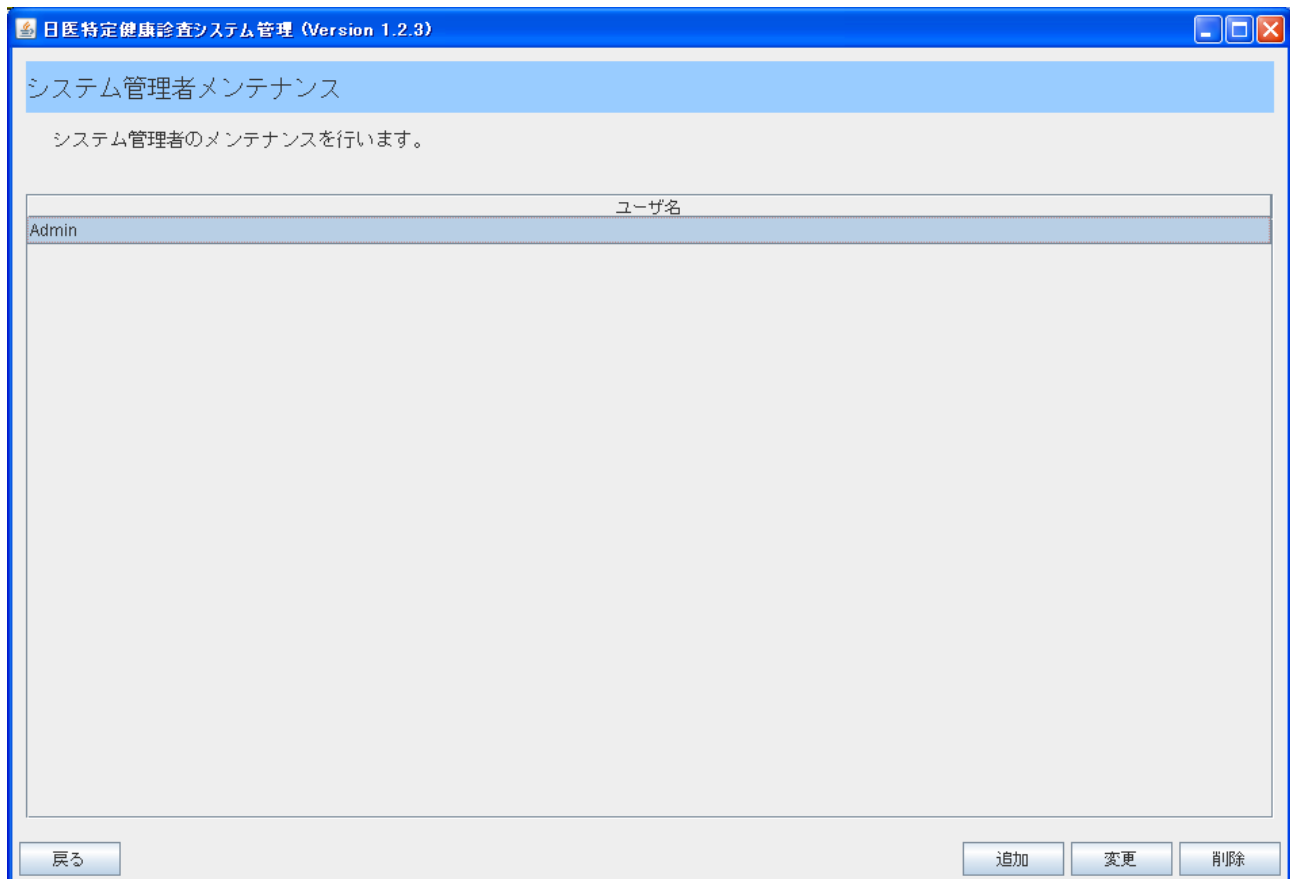 日医特定健康診査システム管理 (Version 1.2.3)
システム管理者メンテナンス
システム管理者のメンテナンスを行います。
ユーザ名
Admin
戻る
追加
変更
削除